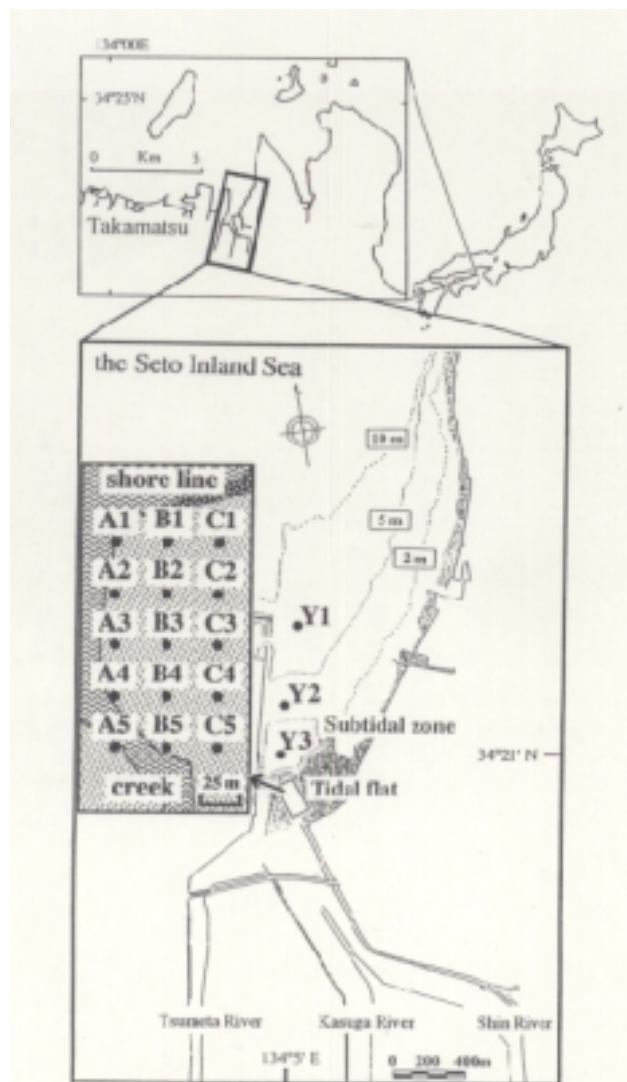 134°00'E
34°25'N
0 Km 5
Takamatsu
the Seto Inland Sea
10 m
5 m
2 m
shore line
A1 B1 C1
A2 B2 C2
A3 B3 C3
A4 B4 C4
A5 B5 C5
creek 25 m
Y1
Y2
Y3
Subtidal zone
34°21' N
Tidal flat
Tsumeta River Kasuga River Shin River
134°5' E
0 200 400m